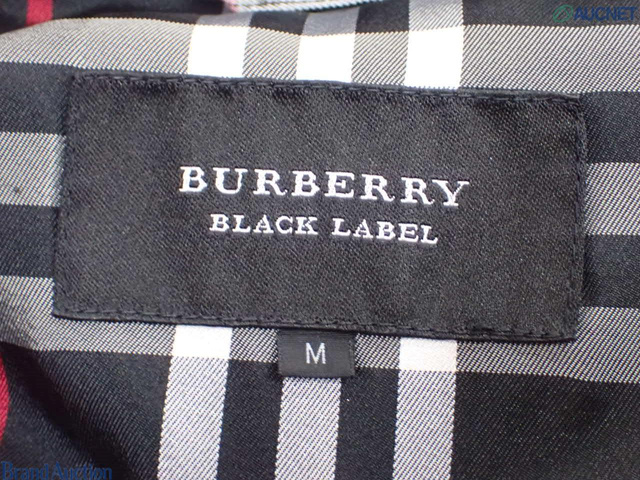 AUCNET
BURBERRY
BLACK LABEL
M
Brand Auction